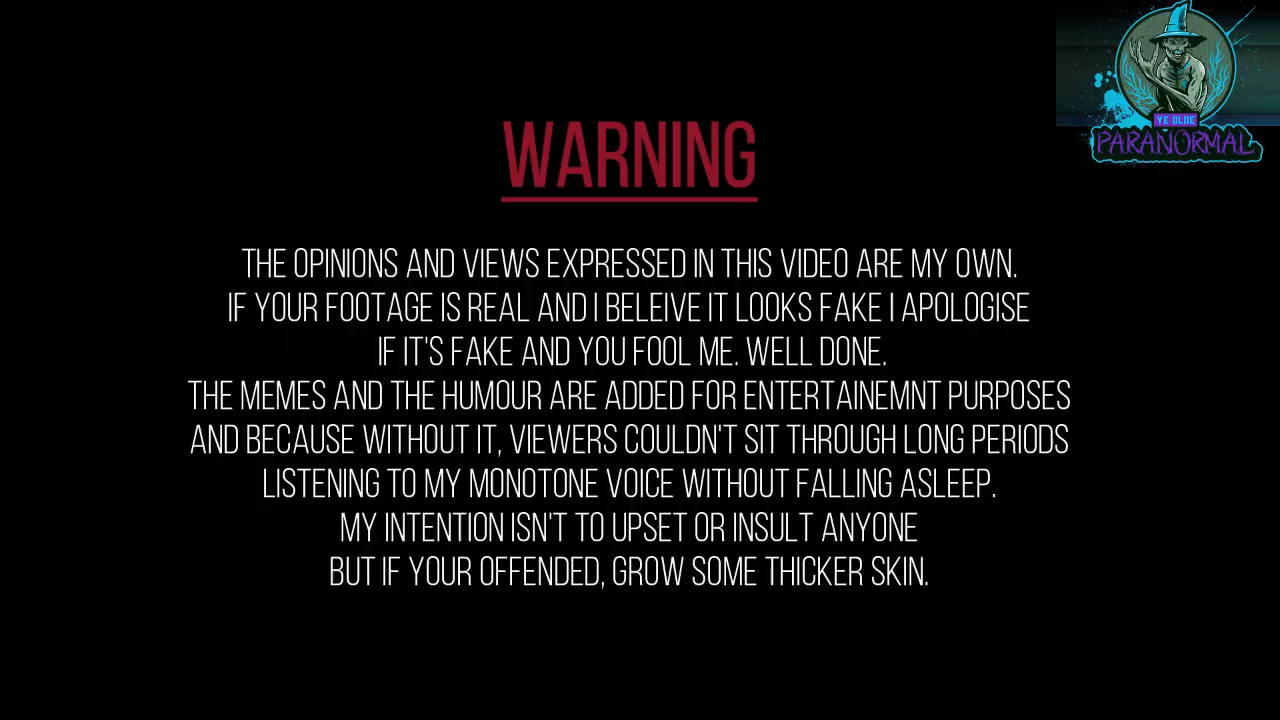 YE OLDE
PARANORMAL
WARNING
THE OPINIONS AND VIEWS EXPRESSED IN THIS VIDEO ARE MY OWN.
IF YOUR FOOTAGE IS REAL AND I BELEIVE IT LOOKS FAKE I APOLOGISE
IF IT'S FAKE AND YOU FOOL ME. WELL DONE.
THE MEMES AND THE HUMOUR ARE ADDED FOR ENTERTAINEMNT PURPOSES
AND BECAUSE WITHOUT IT, VIEWERS COULDN'T SIT THROUGH LONG PERIODS
LISTENING TO MY MONOTONE VOICE WITHOUT FALLING ASLEEP.
MY INTENTION ISN'T TO UPSET OR INSULT ANYONE
BUT IF YOUR OFFENDED, GROW SOME THICKER SKIN.